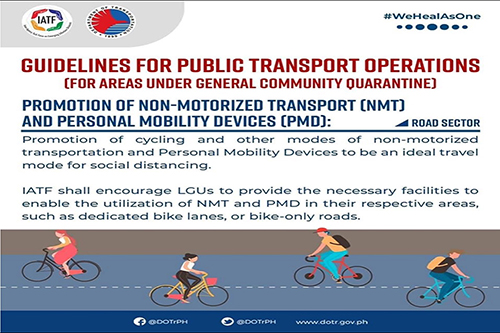 IATF
#WeHealAsOne
GUIDELINES FOR PUBLIC TRANSPORT OPERATIONS
(FOR AREAS UNDER GENERAL COMMUNITY QUARANTINE)
PROMOTION OF NON-MOTORIZED TRANSPORT (NMT)
AND PERSONAL MOBILITY DEVICES (PMD):
ROAD SECTOR
Promotion of cycling and other modes of non-motorized
transportation and Personal Mobility Devices to be an ideal travel
mode for social distancing.
IATF shall encourage LGUs to provide the necessary facilities to
enable the utilization of NMT and PMD in their respective areas,
such as dedicated bike lanes, or bike-only roads.
@DOTrPH
@DOTrPH
www.dotr.gov.ph